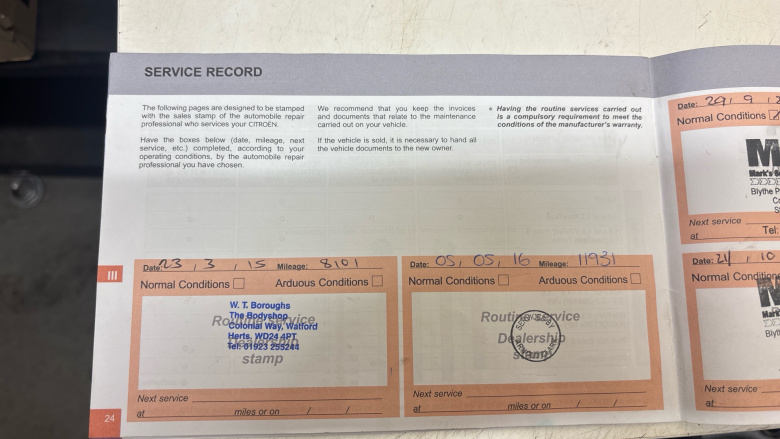 SERVICE RECORD
The following pages are designed to be stamped
with the sales stamp of the automobile repair
professional who services your CITROËN.
Have the boxes below (date, mileage, next
service, etc.) completed, according to your
operating conditions, by the automobile repair
professional you have chosen.
We recommend that you keep the invoices
and documents that relate to the maintenance
carried out on your vehicle.
If the vehicle is sold, it is necessary to hand all
the vehicle documents to the new owner.
* Having the routine services carried out
is a compulsory requirement to meet the
conditions of the manufacturer's warranty.
III
Date: 23 / 3 / 15 Mileage: 8101
Normal Conditions Arduous Conditions
W. T. Boroughs
The Bodyshop
Colonial Way, Watford
Herts. WD24 4PT
Tel: 01923 255244
Routine service
Dealership
stamp
Next service
at miles or on / /
24
Date: 05 / 05 / 16 Mileage: 11931
Normal Conditions Arduous Conditions
Routine service
Dealership
stamp
Next service
at miles or on / /
Date: 29 / 9 /
Normal Conditions
Mark's
Blythe P
Next service
at Tel:
Date: 21 / 10
Normal Conditions
Mark
Blyt
Next service
at